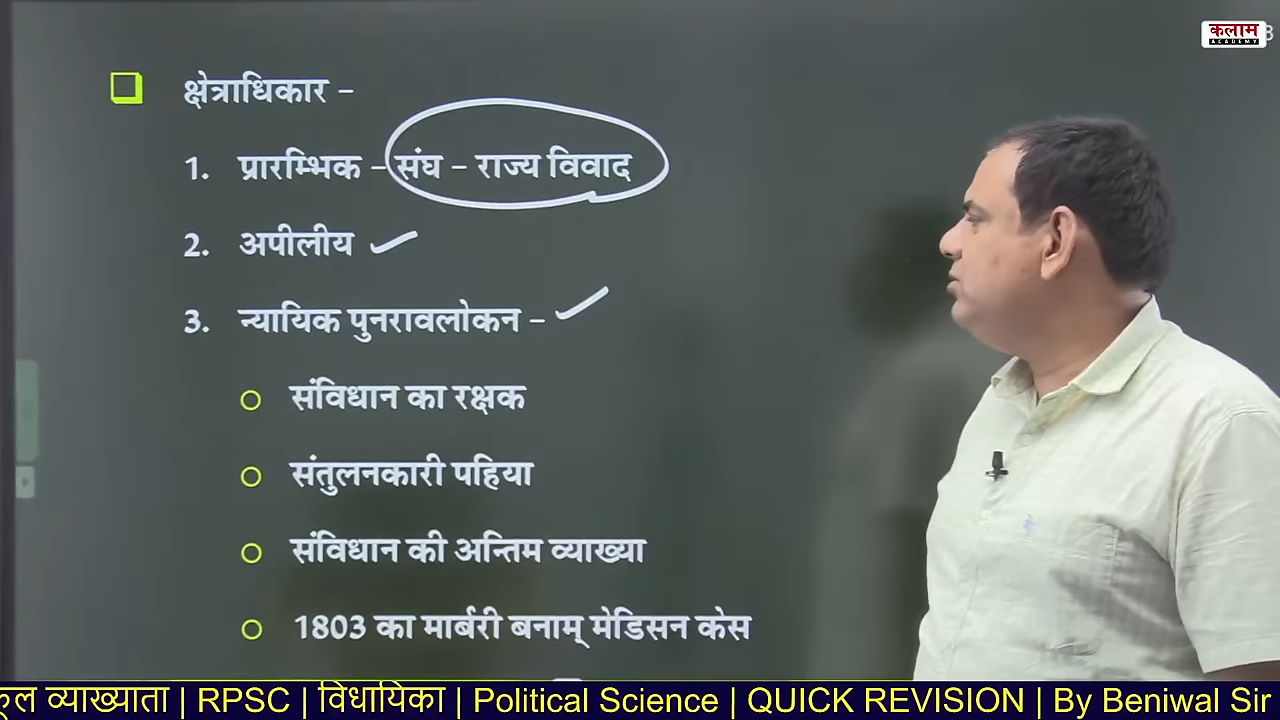 कलाम
ACADEMY
क्षेत्राधिकार –
1. प्रारम्भिक – संघ – राज्य विवाद
2. अपीलीय
3. न्यायिक पुनरावलोकन –
संविधान का रक्षक
संतुलनकारी पहिया
संविधान की अन्तिम व्याख्या
1803 का मार्बरी बनाम् मेडिसन केस
व्याख्याता | RPSC | विधायिका | Political Science | QUICK REVISION | By Beniwal Sir